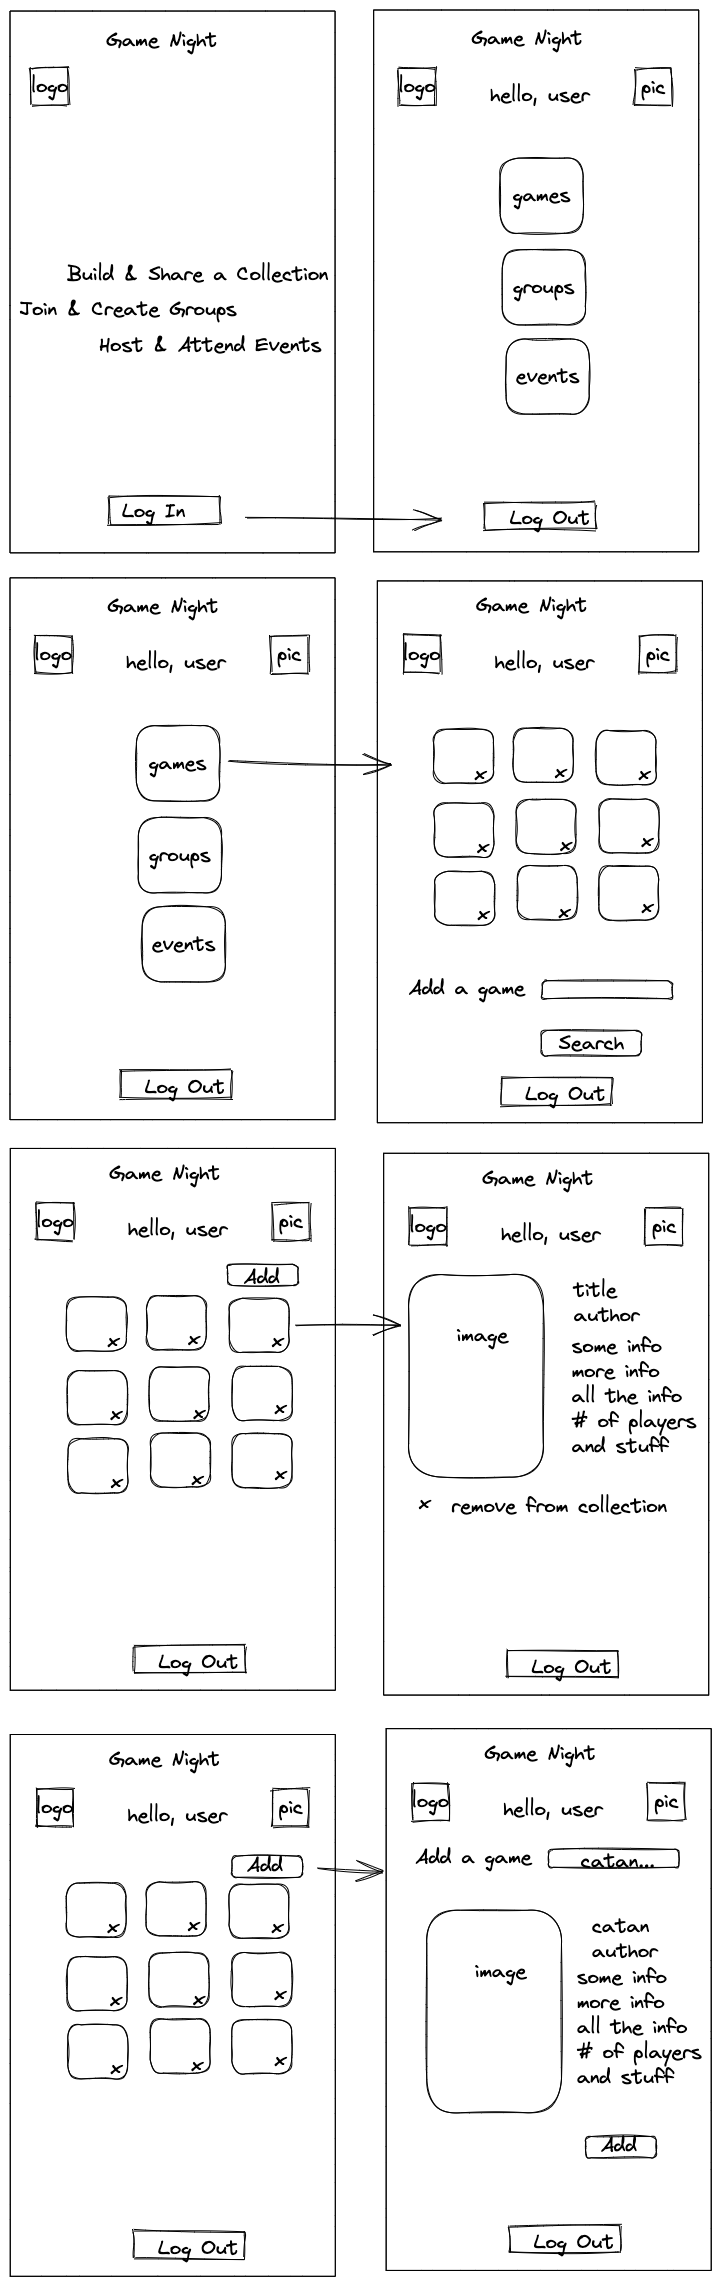 Game Night
logo
Build & Share a Collection
Join & Create Groups
Host & Attend Events
Log In
Game Night
logo
hello, user
pic
games
groups
events
Log Out
Game Night
logo
hello, user
pic
games
groups
events
Log Out
Game Night
logo
hello, user
pic
x x x
x x x
x x x
Add a game
Search
Log Out
Game Night
logo
hello, user
pic
Add
x x x
x x x
x x x
Log Out
Game Night
logo
hello, user
pic
image
title
author
some info
more info
all the info
# of players
and stuff
x remove from collection
Log Out
Game Night
logo
hello, user
pic
Add
x x x
x x x
x x x
Log Out
Game Night
logo
hello, user
pic
Add a game catan...
image
catan
author
some info
more info
all the info
# of players
and stuff
Add
Log Out